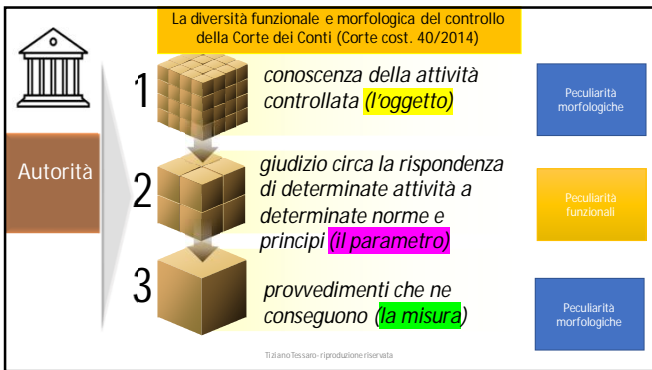 La diversità funzionale e morfologica del controllo
della Corte dei Conti (Corte cost. 40/2014)
Autorità
1
conoscenza della attività
controllata (l'oggetto)
Peculiarità
morfologiche
2
giudizio circa la rispondenza
di determinate attività a
determinate norme e
principi (il parametro)
Peculiarità
funzionali
3
provvedimenti che ne
conseguono (la misura)
Peculiarità
morfologiche
Tiziano Tessaro- riproduzione riservata